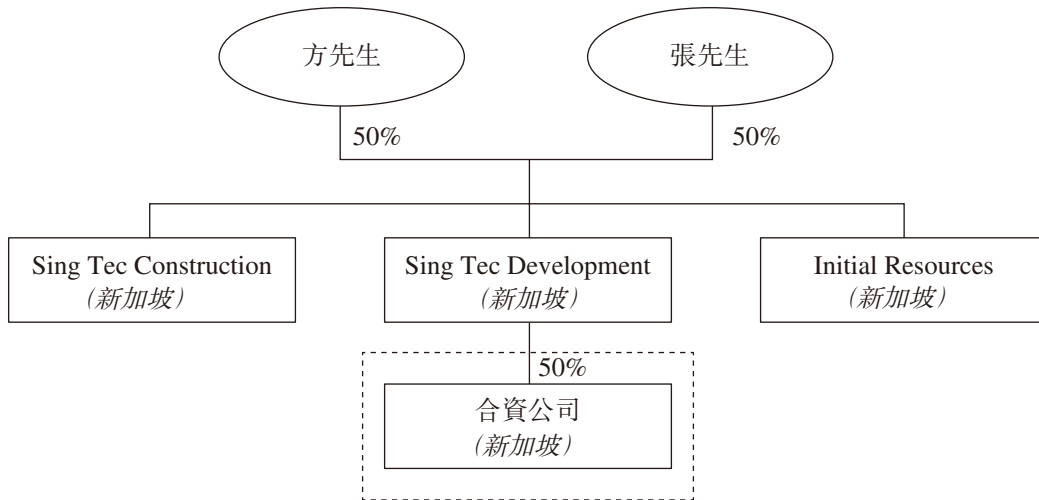 方先生
張先生
50%
50%
Sing Tec Construction
(新加坡)
Sing Tec Development
(新加坡)
Initial Resources
(新加坡)
50%
合資公司
(新加坡)